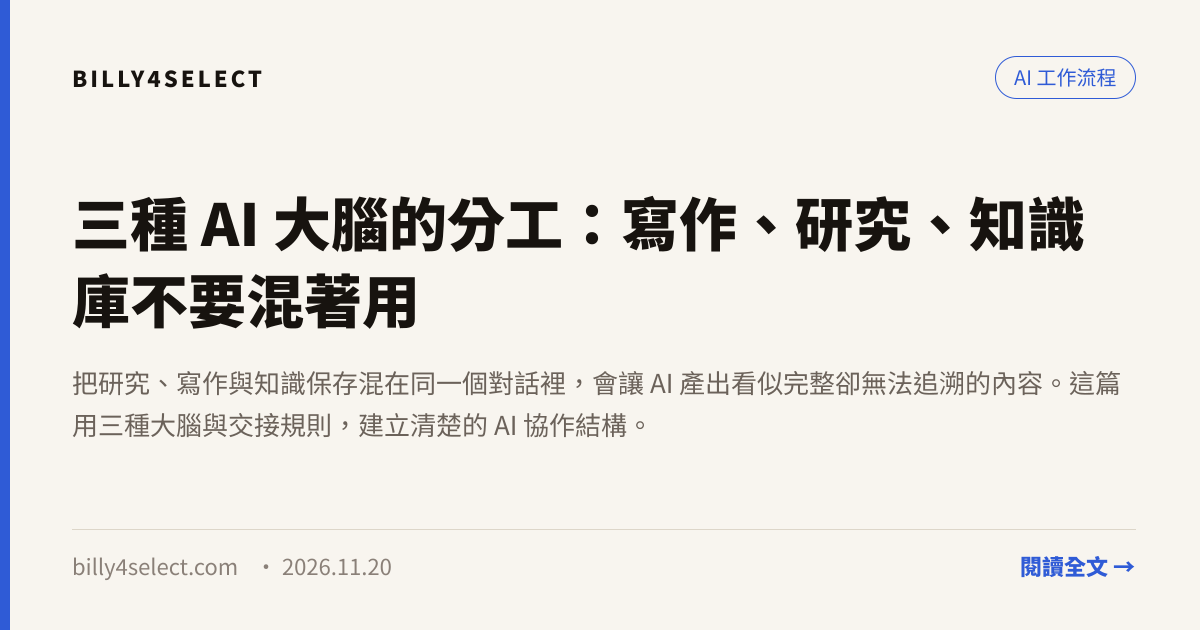 BILLY4SELECT
AI 工作流程
三種 AI 大腦的分工：寫作、研究、知識
庫不要混著用
把研究、寫作與知識保存混在同一個對話裡，會讓 AI 產出看似完整卻無法追溯的內容。這篇
用三種大腦與交接規則，建立清楚的 AI 協作結構。
billy4select.com ・ 2026.11.20
閱讀全文 →